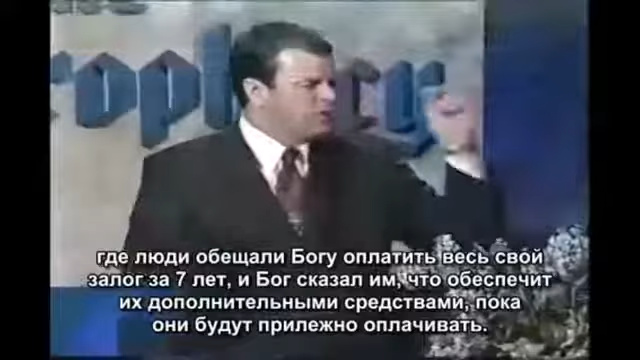 rophecy
где люди обещали Богу оплатить весь свой
залог за 7 лет, и Бог сказал им, что обеспечит
их дополнительными средствами, пока
они будут прилежно оплачивать.